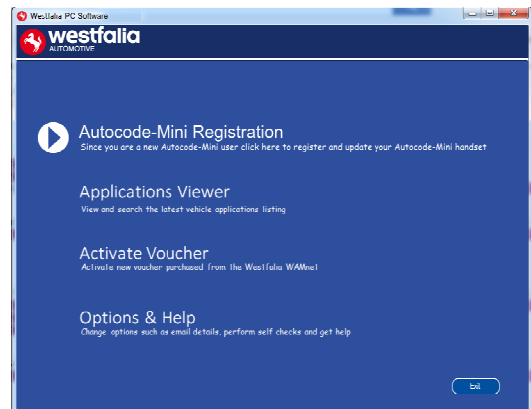 Westfalia PC Software
westfalia
AUTOMOTIVE
Autocode-Mini Registration
Since you are a new Autocode-Mini user click here to register and update your Autocode-Mini handset
Applications Viewer
View and search the latest vehicle applications listing
Activate Voucher
Activate new voucher purchased from the Westfalia WAMnet
Options & Help
Change options such as email details, perform self checks and get help
Exit